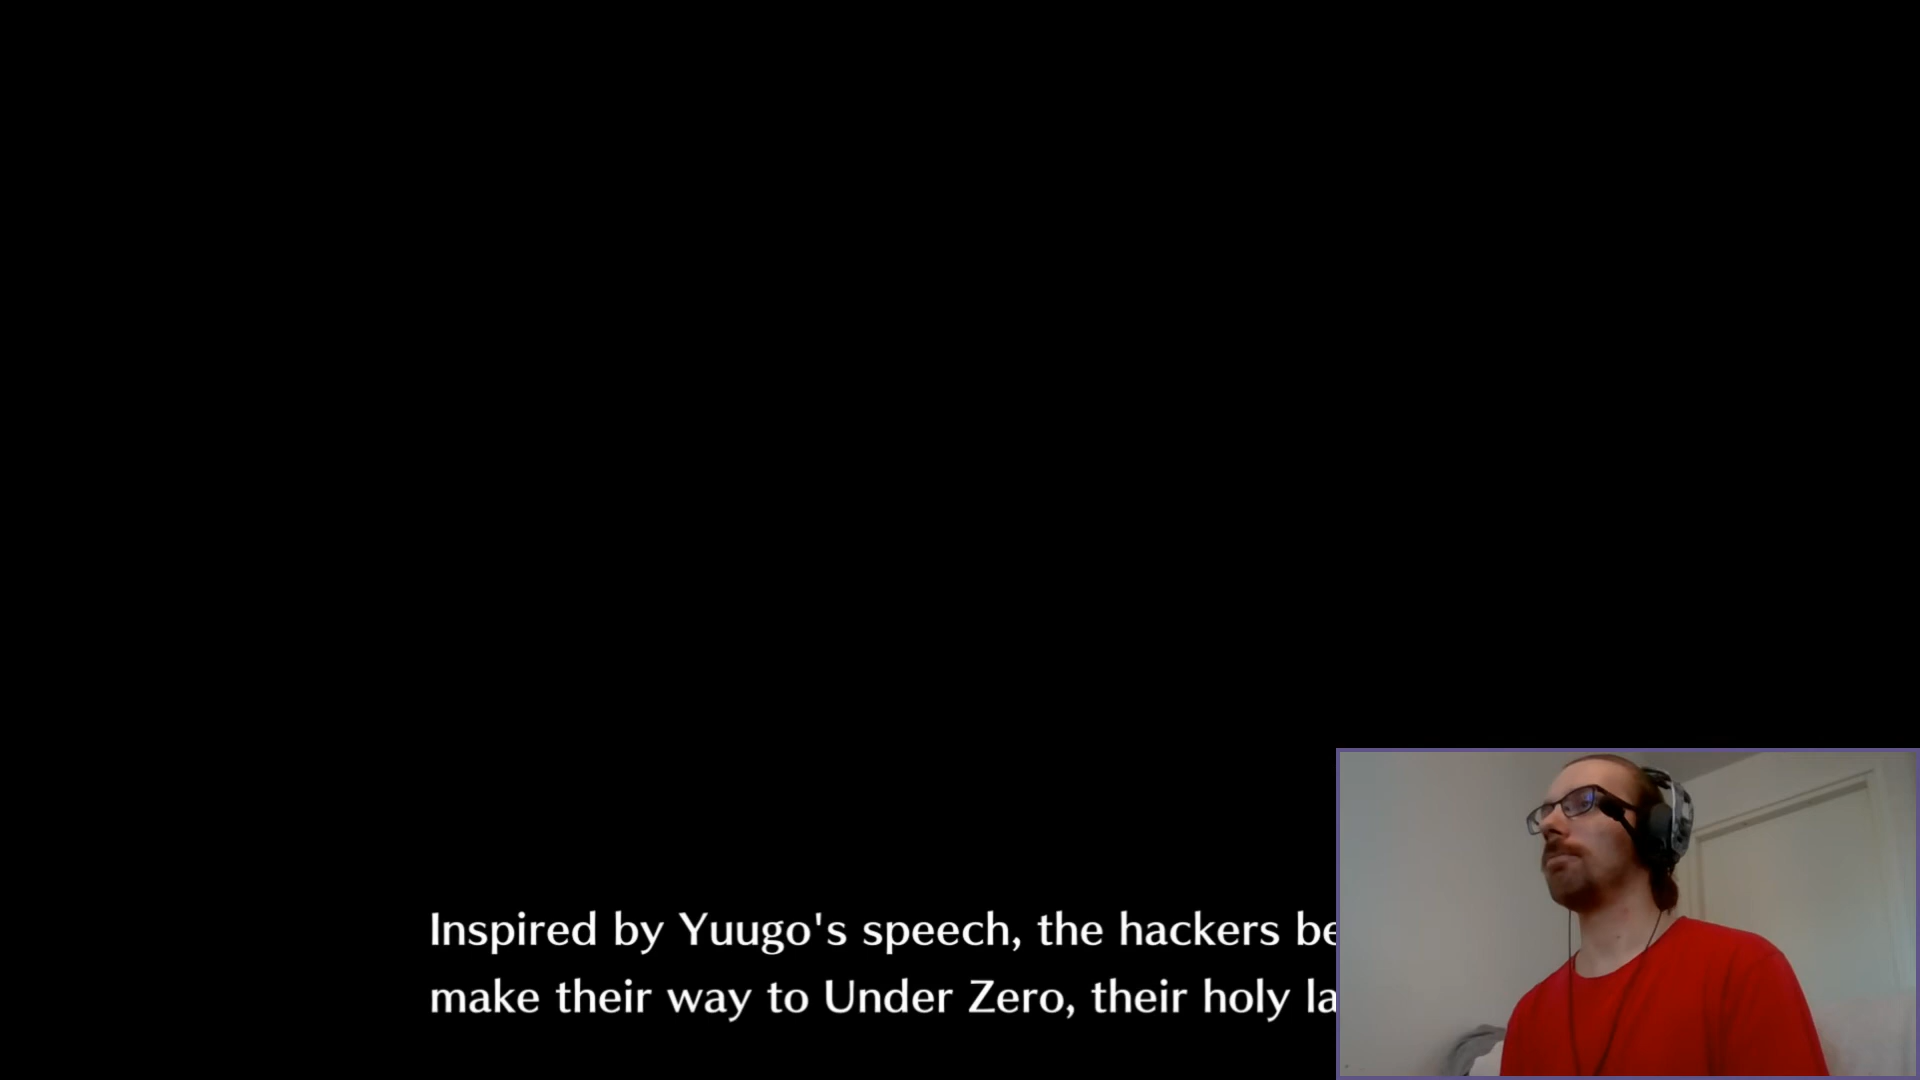 Inspired by Yuugo's speech, the hackers be
make their way to Under Zero, their holy la